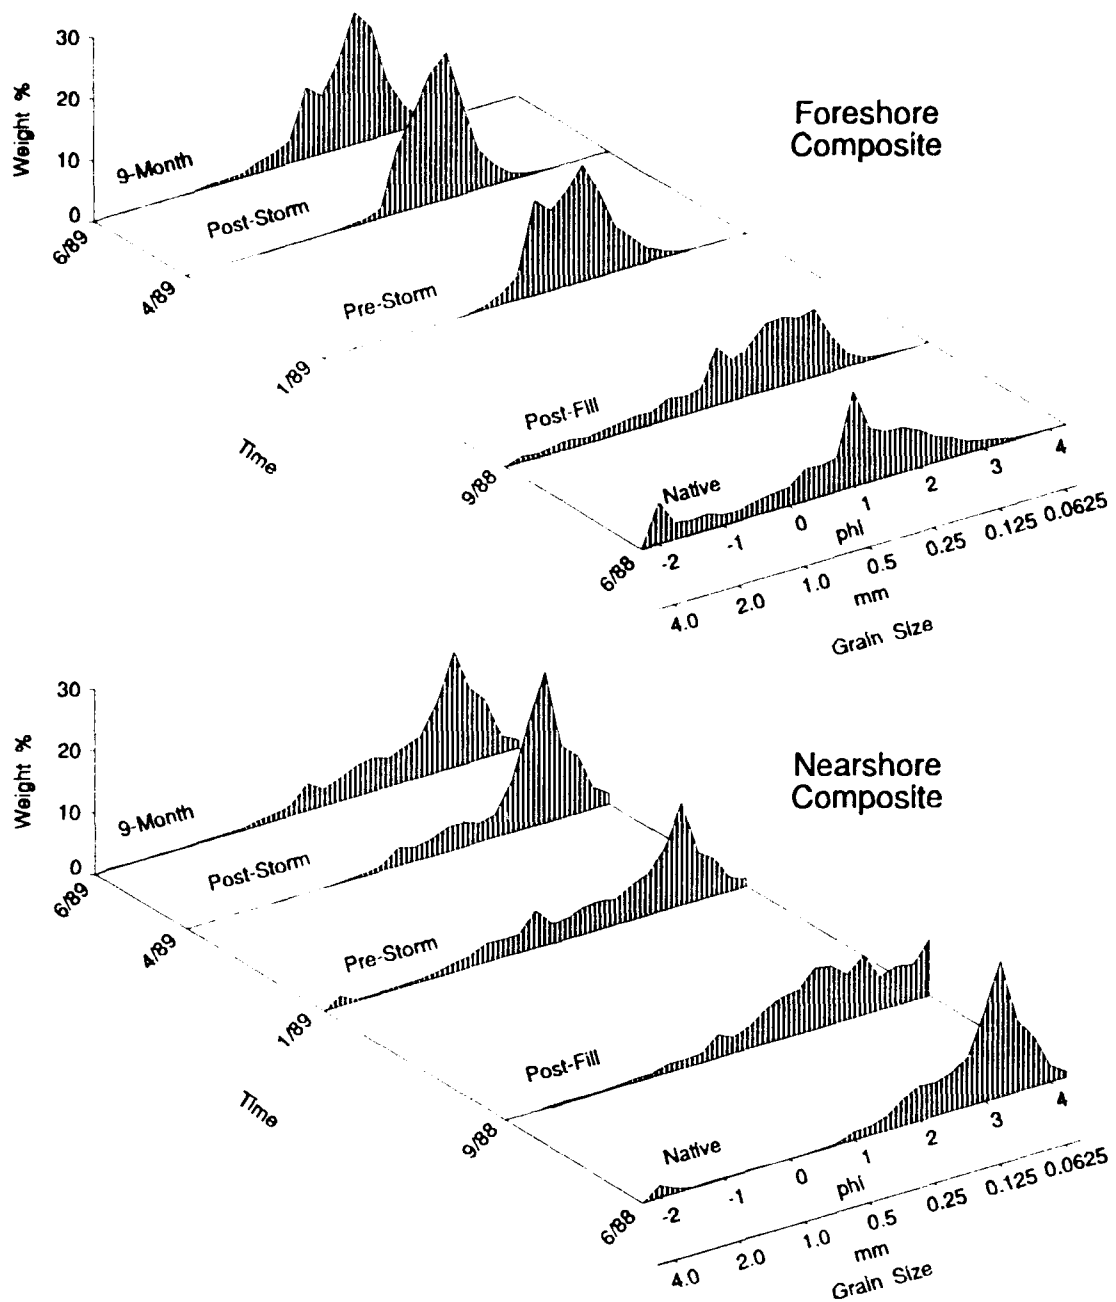 Foreshore
Composite
Weight %
30
20
10
0
9-Month
Post-Storm
Pre-Storm
Post-Fill
Native
6/89
4/89
1/89
9/88
6/88
Time
-2 -1 0 1 2 3 4
phi
4.0 2.0 1.0 0.5 0.25 0.125 0.0625
mm
Grain Size
Nearshore
Composite
Weight %
30
20
10
0
9-Month
Post-Storm
Pre-Storm
Post-Fill
Native
6/89
4/89
1/89
9/88
6/88
Time
-2 -1 0 1 2 3 4
phi
4.0 2.0 1.0 0.5 0.25 0.125 0.0625
mm
Grain Size